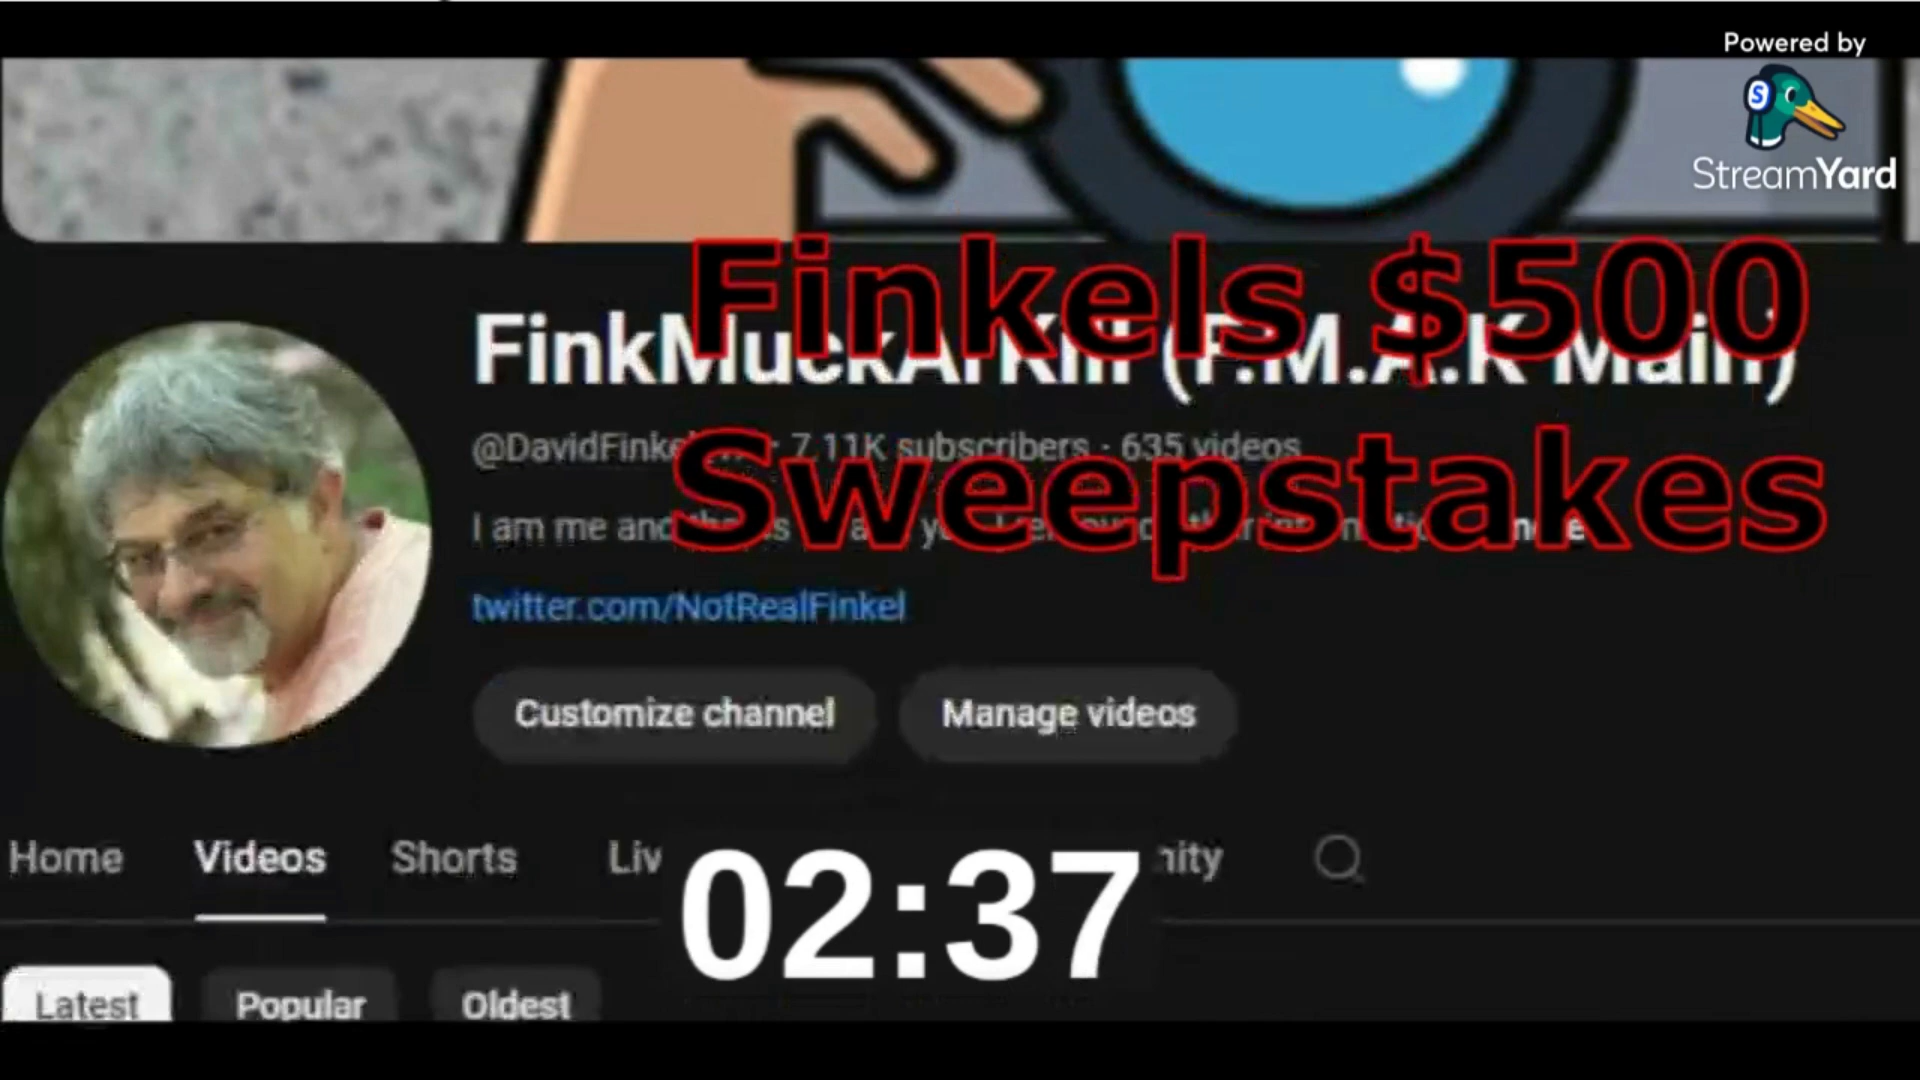 Powered by
StreamYard
Finkels $500
Sweepstakes
FinkMuckArKill (F.M.A.K Main)
7.11K subscribers · 635 videos
I am me and
twitter.com/NotRealFinkel
Customize channel
Manage videos
Home Videos Shorts
02:37
Latest Popular Oldest